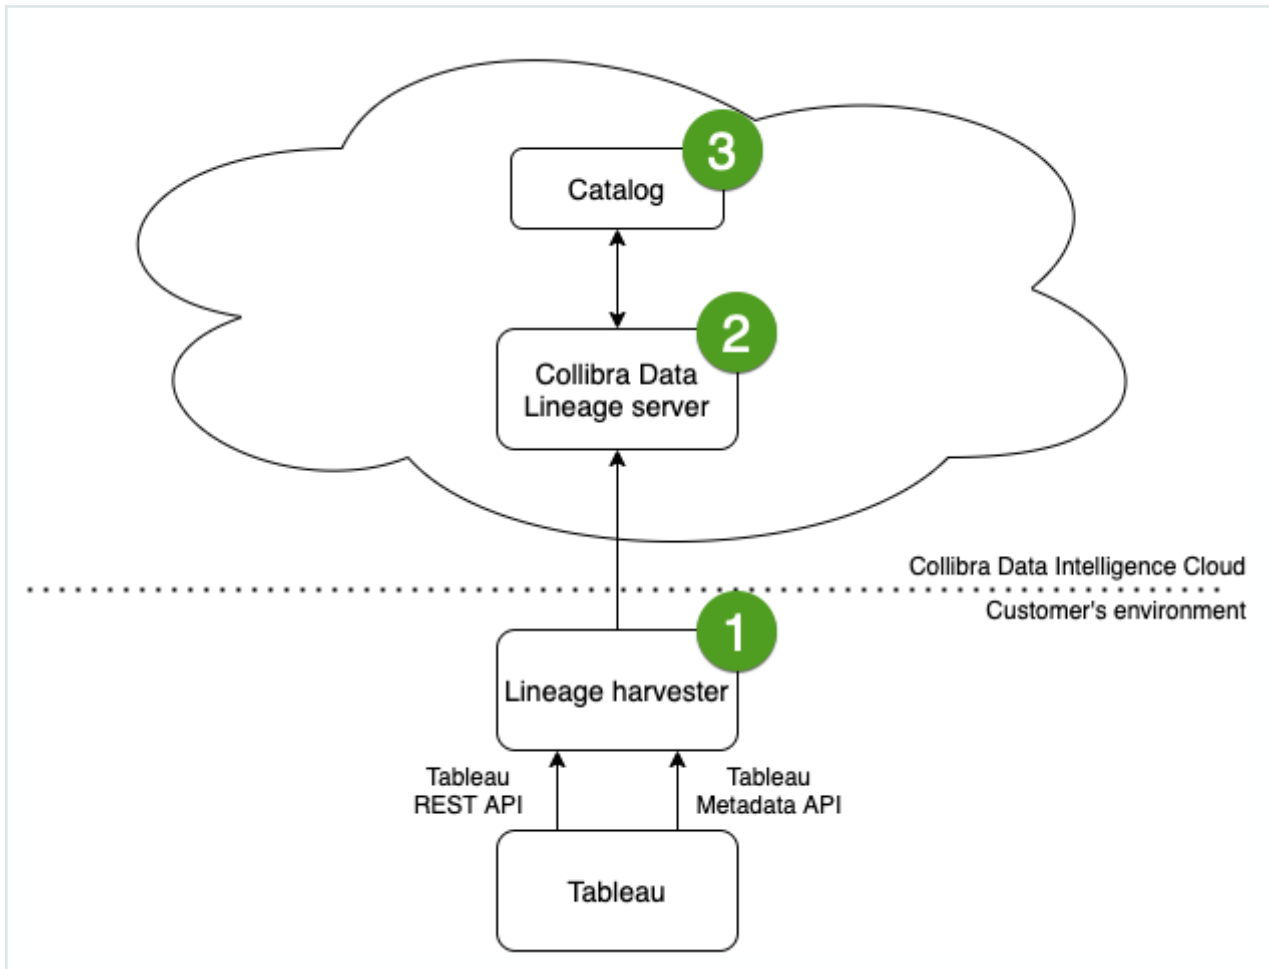 3
Catalog
2
Collibra Data
Lineage server
Collibra Data Intelligence Cloud
Customer's environment
1
Lineage harvester
Tableau
REST API
Tableau
Metadata API
Tableau